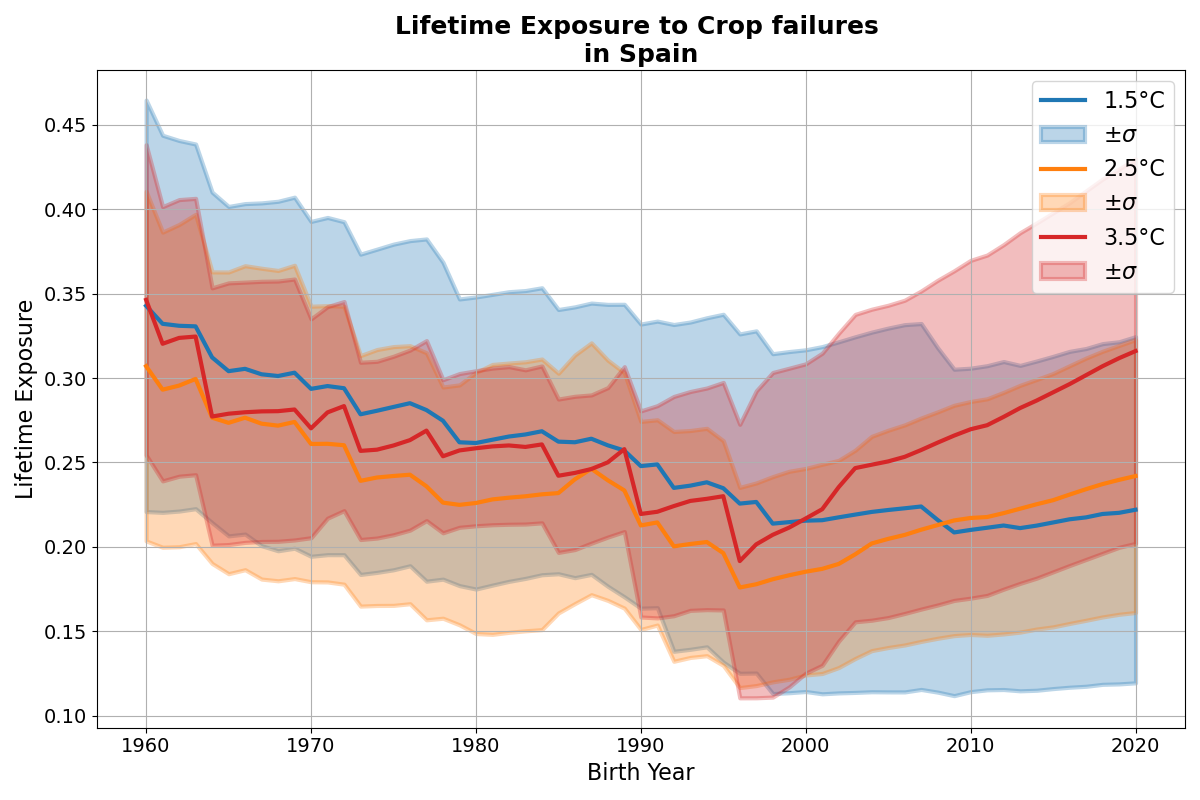 Lifetime Exposure to Crop failures
in Spain
1.5°C
±σ
2.5°C
±σ
3.5°C
±σ
Lifetime Exposure
0.45
0.40
0.35
0.30
0.25
0.20
0.15
0.10
1960 1970 1980 1990 2000 2010 2020
Birth Year